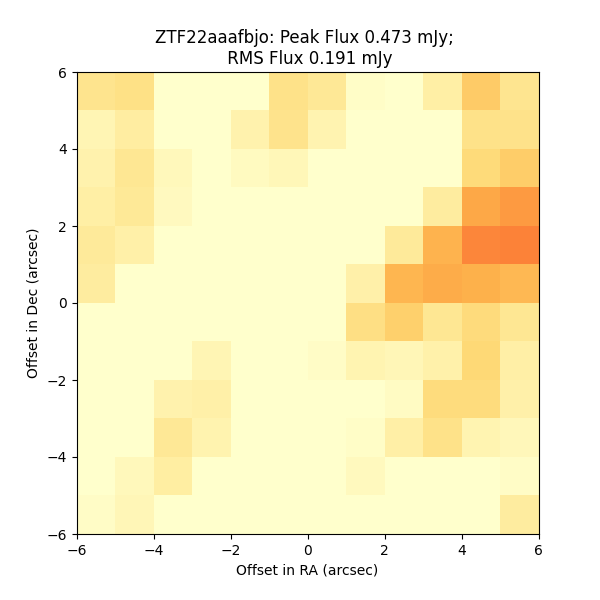 ZTF22aaafbjo: Peak Flux 0.473 mJy;
RMS Flux 0.191 mJy
6
4
2
0
−2
−4
−6
Offset in Dec (arcsec)
−6 −4 −2 0 2 4 6
Offset in RA (arcsec)